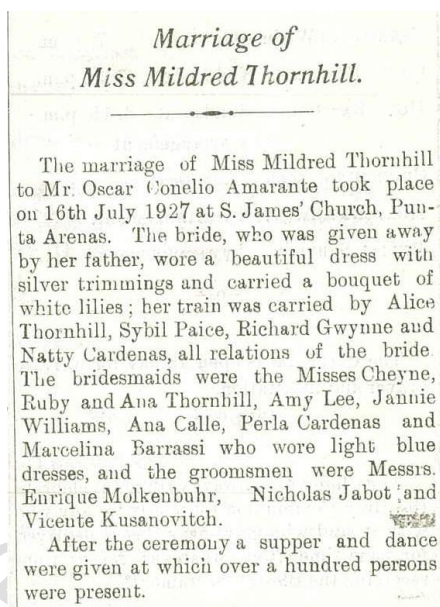 Marriage of
Miss Mildred Thornhill.
The marriage of Miss Mildred Thornhill
to Mr. Oscar Conelio Amarante took place
on 16th July 1927 at S. James' Church, Pun-
ta Arenas. The bride, who was given away
by her father, wore a beautiful dress with
silver trimmings and carried a bouquet of
white lilies ; her train was carried by Alice
Thornhill, Sybil Paice, Richard Gwynne and
Natty Cardenas, all relations of the bride
The bridesmaids were the Misses Cheyne,
Ruby and Ana Thornhill, Amy Lee, Jannie
Williams, Ana Calle, Perla Cardenas and
Marcelina Barrassi who wore light blue
dresses, and the groomsmen were Messrs.
Enrique Molkenbuhr, Nicholas Jabot and
Vicente Kusanovitch.
After the ceremony a supper and dance
were given at which over a hundred persons
were present.